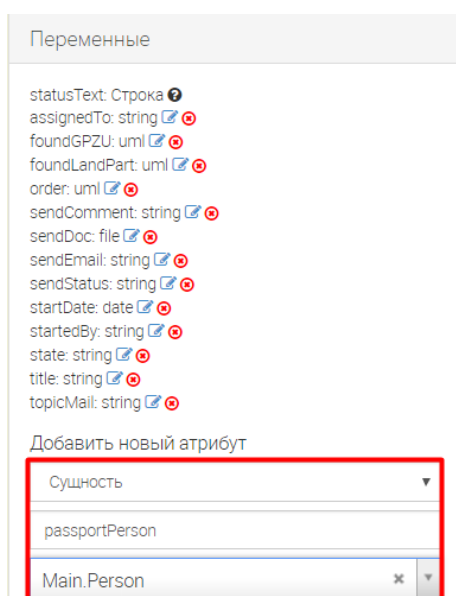 Переменные
statusText: Строка
assignedTo: string
foundGPZU: uml
foundLandPart: uml
order: uml
sendComment: string
sendDoc: file
sendEmail: string
sendStatus: string
startDate: date
startedBy: string
state: string
title: string
topicMail: string
Добавить новый атрибут
Сущность
passportPerson
Main.Person